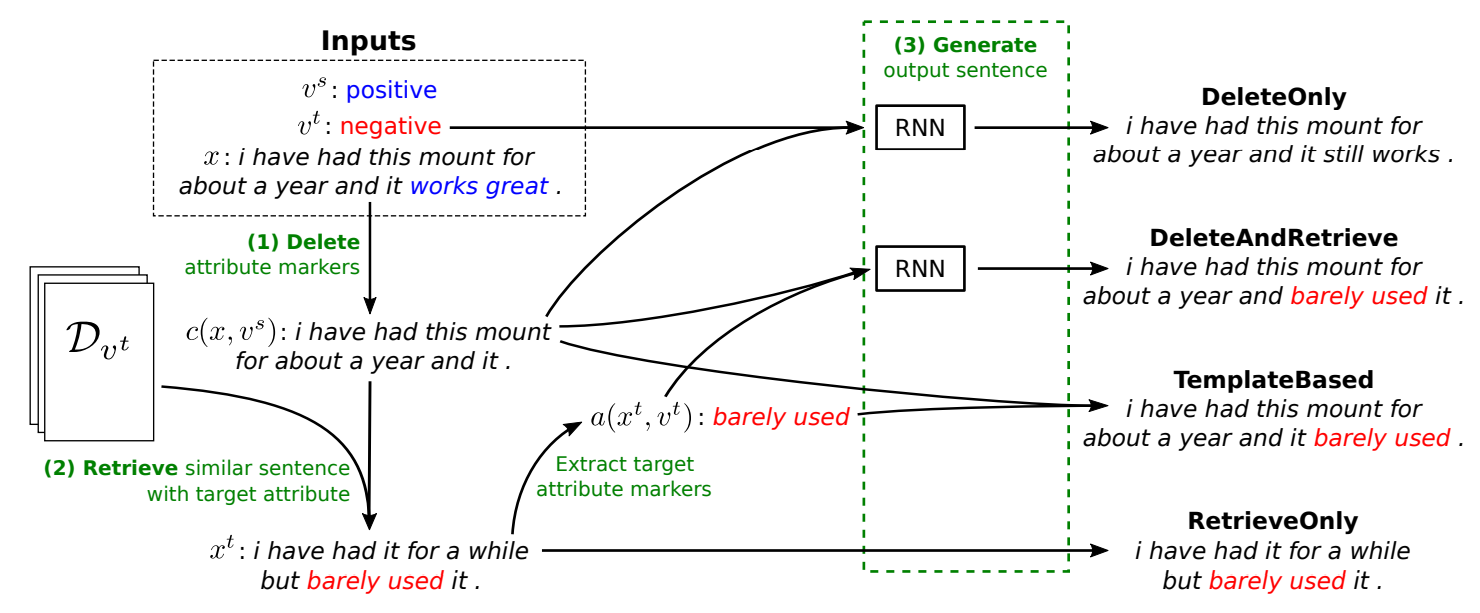 Inputs
v^s: positive
v^t: negative
x: i have had this mount for
about a year and it works great .
(1) Delete
attribute markers
c(x, v^s): i have had this mount
for about a year and it .
𝒟_{v^t}
(2) Retrieve similar sentence
with target attribute
x^t: i have had it for a while
but barely used it .
a(x^t, v^t): barely used
Extract target
attribute markers
(3) Generate
output sentence
RNN
RNN
DeleteOnly
i have had this mount for
about a year and it still works .
DeleteAndRetrieve
i have had this mount for
about a year and barely used it .
TemplateBased
i have had this mount for
about a year and it barely used .
RetrieveOnly
i have had it for a while
but barely used it .